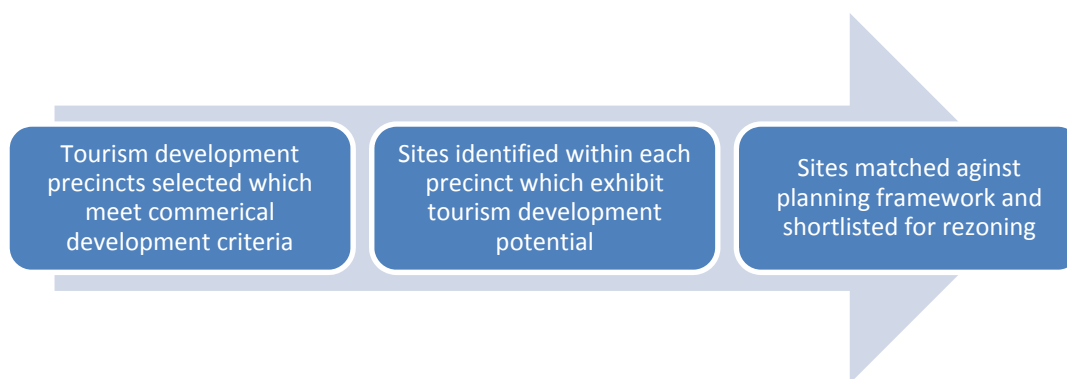 Tourism development
precincts selected which
meet commerical
development criteria
Sites identified within each
precinct which exhibit
tourism development
potential
Sites matched aginst
planning framework and
shortlisted for rezoning